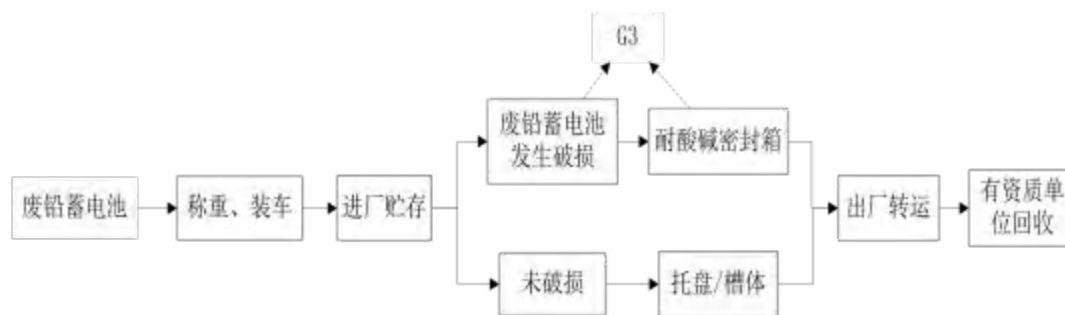 G3
废铅蓄电池
发生破损
耐酸碱密封箱
废铅蓄电池
称重、装车
进厂贮存
出厂转运
有资质单
位回收
未破损
托盘/槽体